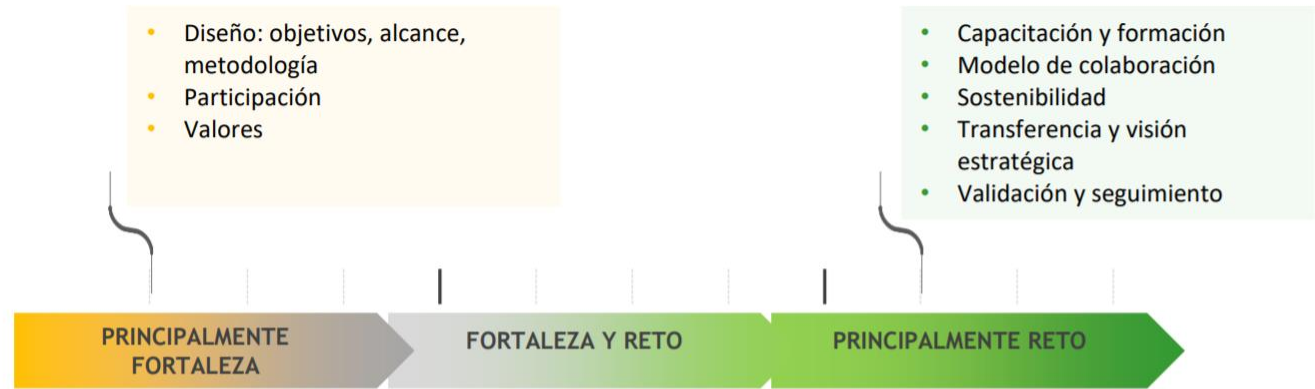 • Diseño: objetivos, alcance,
metodología
• Participación
• Valores
• Capacitación y formación
• Modelo de colaboración
• Sostenibilidad
• Transferencia y visión
estratégica
• Validación y seguimiento
PRINCIPALMENTE
FORTALEZA
FORTALEZA Y RETO
PRINCIPALMENTE RETO